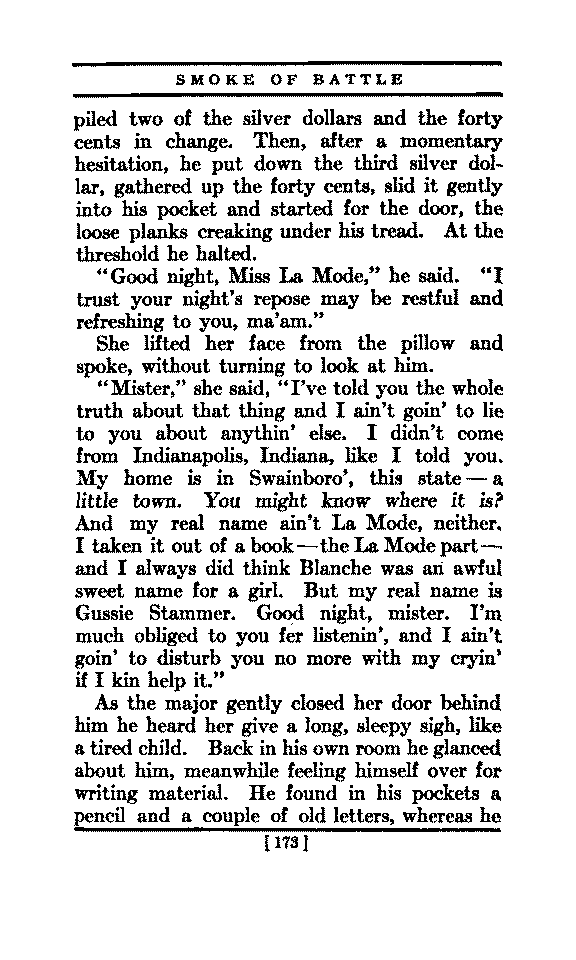 SMOKE OF BATTLE
piled two of the silver dollars and the forty
cents in change. Then, after a momentary
hesitation, he put down the third silver dol-
lar, gathered up the forty cents, slid it gently
into his pocket and started for the door, the
loose planks creaking under his tread. At the
threshold he halted.
"Good night, Miss La Mode," he said. "I
trust your night's repose may be restful and
refreshing to you, ma'am."
She lifted her face from the pillow and
spoke, without turning to look at him.
"Mister," she said, "I've told you the whole
truth about that thing and I ain't goin' to lie
to you about anythin' else. I didn't come
from Indianapolis, Indiana, like I told you.
My home is in Swainboro', this state — a
little town. You might know where it is?
And my real name ain't La Mode, neither.
I taken it out of a book—the La Mode part—
and I always did think Blanche was an awful
sweet name for a girl. But my real name is
Gussie Stammer. Good night, mister. I'm
much obliged to you fer listenin', and I ain't
goin' to disturb you no more with my cryin'
if I kin help it."
As the major gently closed her door behind
him he heard her give a long, sleepy sigh, like
a tired child. Back in his own room he glanced
about him, meanwhile feeling himself over for
writing material. He found in his pockets a
pencil and a couple of old letters, whereas he
[173]